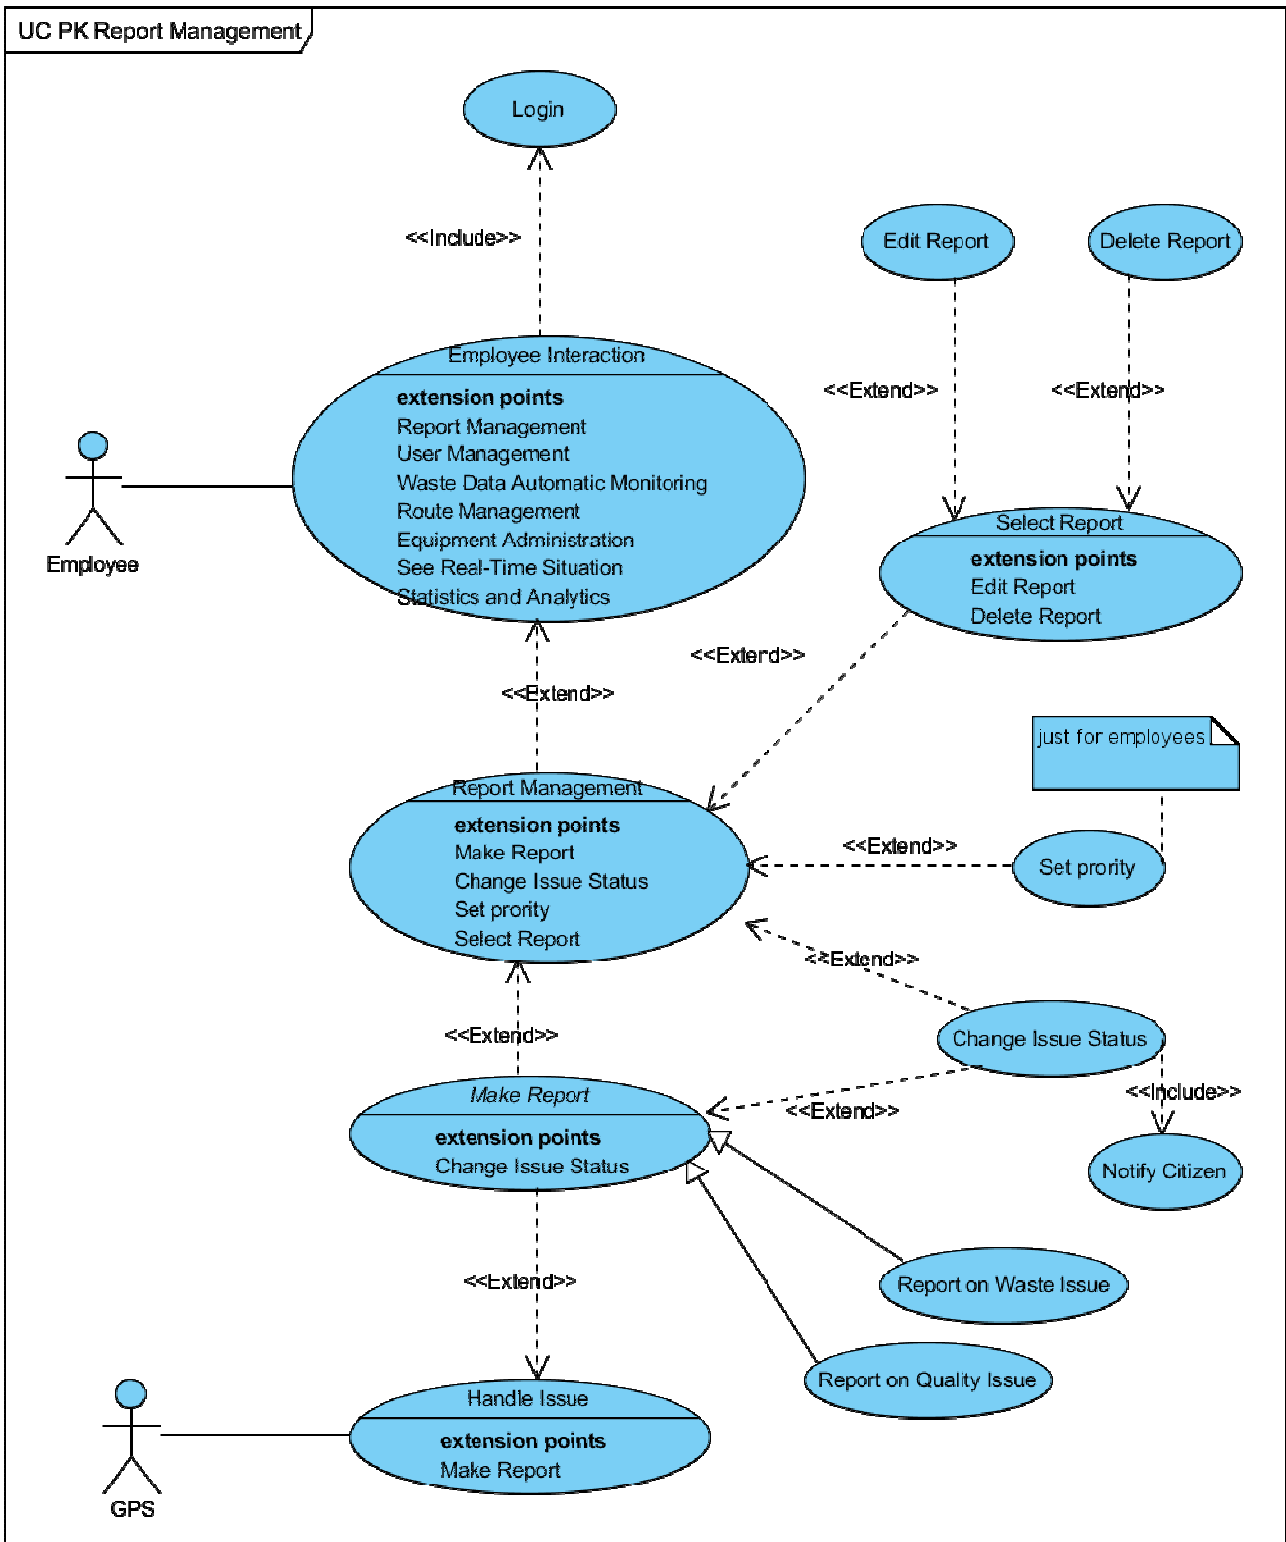 UC PK Report Management
Login
<<Include>>
Edit Report
Delete Report
Employee Interaction
extension points
Report Management
User Management
Waste Data Automatic Monitoring
Route Management
Equipment Administration
See Real-Time Situation
Statistics and Analytics
<<Extend>>
<<Extend>>
Employee
Select Report
extension points
Edit Report
Delete Report
<<Extend>>
<<Extend>>
just for employees
Report Management
extension points
Make Report
Change Issue Status
Set prority
Select Report
<<Extend>>
Set prority
<<Extend>>
<<Extend>>
Change Issue Status
Make Report
extension points
Change Issue Status
<<Extend>>
<<Include>>
Notify Citizen
<<Extend>>
Report on Waste Issue
Report on Quality Issue
Handle Issue
extension points
Make Report
GPS